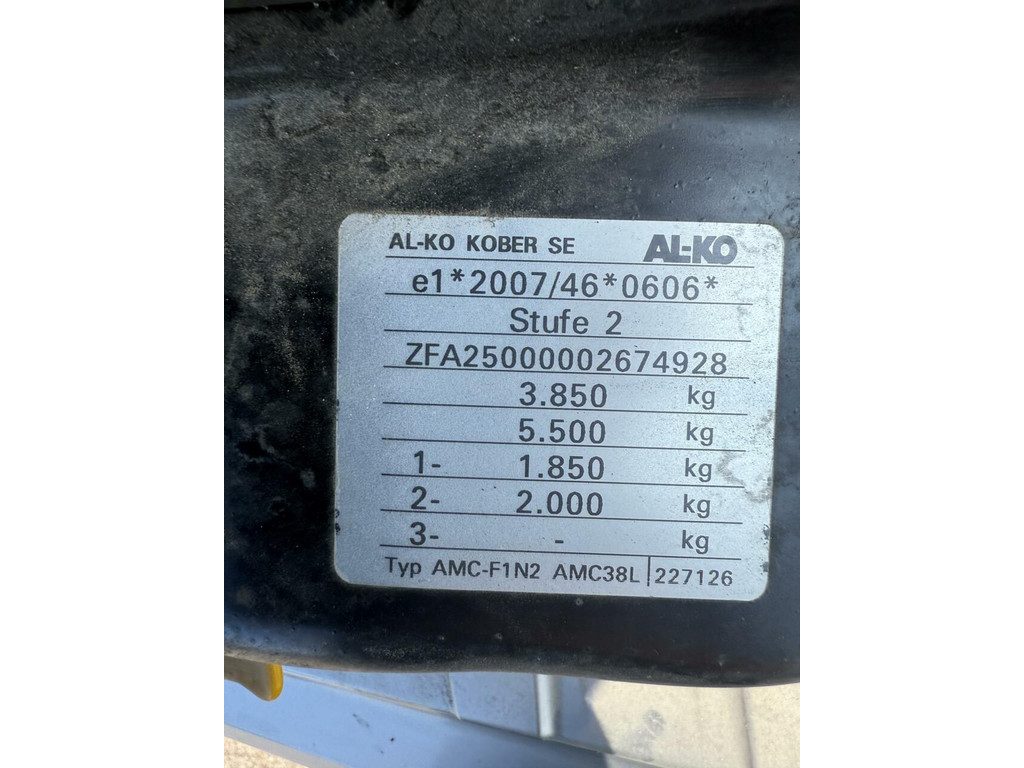 AL-KO KOBER SE AL-KO
e1*2007/46*0606*
Stufe 2
ZFA25000002674928
3.850 kg
5.500 kg
1- 1.850 kg
2- 2.000 kg
3- - kg
Typ AMC-F1N2 AMC38L 227126